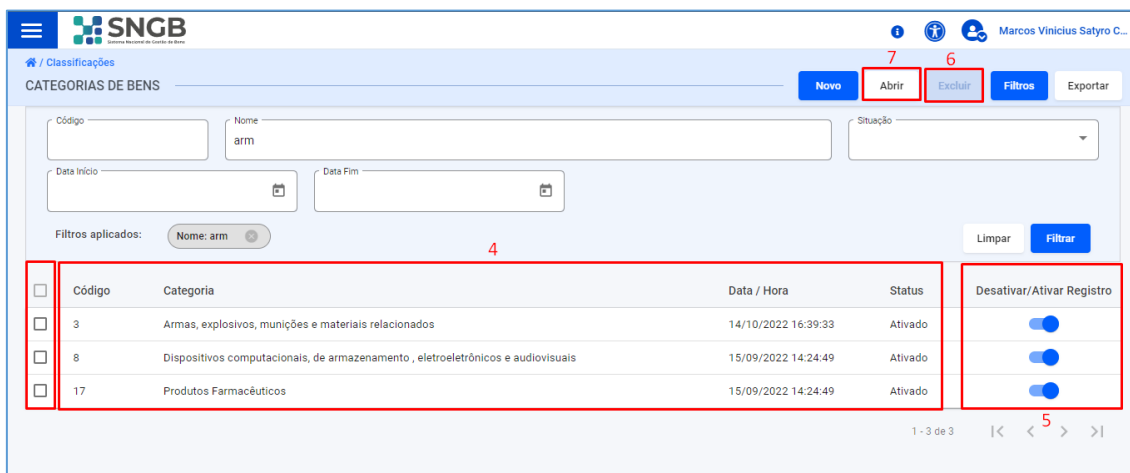 SNGB
Sistema Nacional de Gestão de Bens
Marcos Vinicius Satyro C...
/ Classificações
7 6
CATEGORIAS DE BENS Novo Abrir Excluir Filtros Exportar
Código Nome Situação
arm
Data Início Data Fim
Filtros aplicados: Nome: arm Limpar Filtrar
4
Código Categoria Data / Hora Status Desativar/Ativar Registro
3 Armas, explosivos, munições e materiais relacionados 14/10/2022 16:39:33 Ativado
8 Dispositivos computacionais, de armazenamento , eletroeletrônicos e audiovisuais 15/09/2022 14:24:49 Ativado
17 Produtos Farmacêuticos 15/09/2022 14:24:49 Ativado
1 - 3 de 3 5